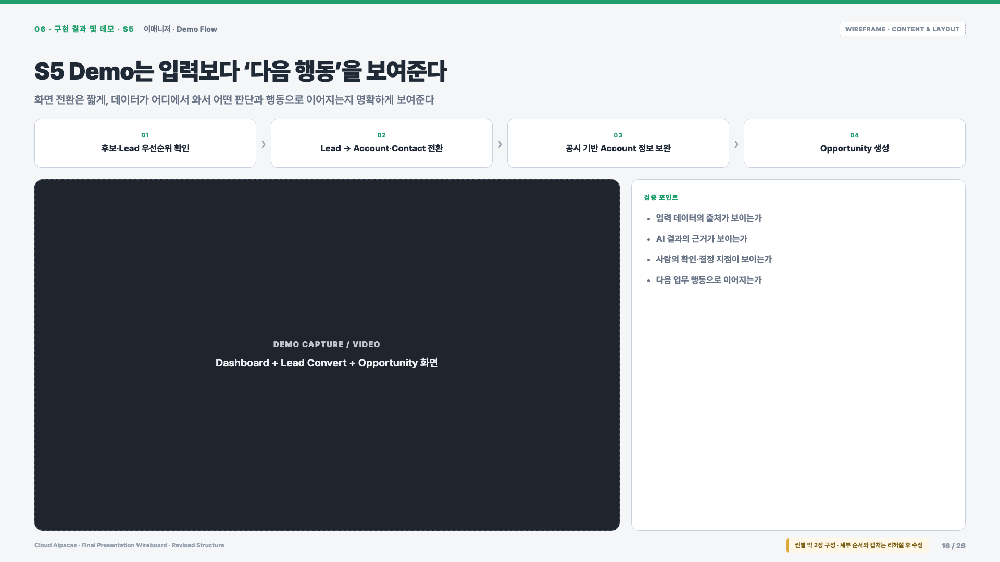 06 · 구현 결과 및 데모 · S5 이매니저 · Demo Flow
WIREFRAME · CONTENT & LAYOUT
S5 Demo는 입력보다 ‘다음 행동’을 보여준다
화면 전환은 짧게, 데이터가 어디에서 와서 어떤 판단과 행동으로 이어지는지 명확하게 보여준다
01
후보·Lead 우선순위 확인
❯
02
Lead → Account·Contact 전환
❯
03
공시 기반 Account 정보 보완
❯
04
Opportunity 생성
DEMO CAPTURE / VIDEO
Dashboard + Lead Convert + Opportunity 화면
검증 포인트
• 입력 데이터의 출처가 보이는가
• AI 결과의 근거가 보이는가
• 사람의 확인·결정 지점이 보이는가
• 다음 업무 행동으로 이어지는가
Cloud Alpacas · Final Presentation Wireboard · Revised Structure
씬별 약 2장 구성 · 세부 순서와 캡처는 리허설 후 수정
16 / 26